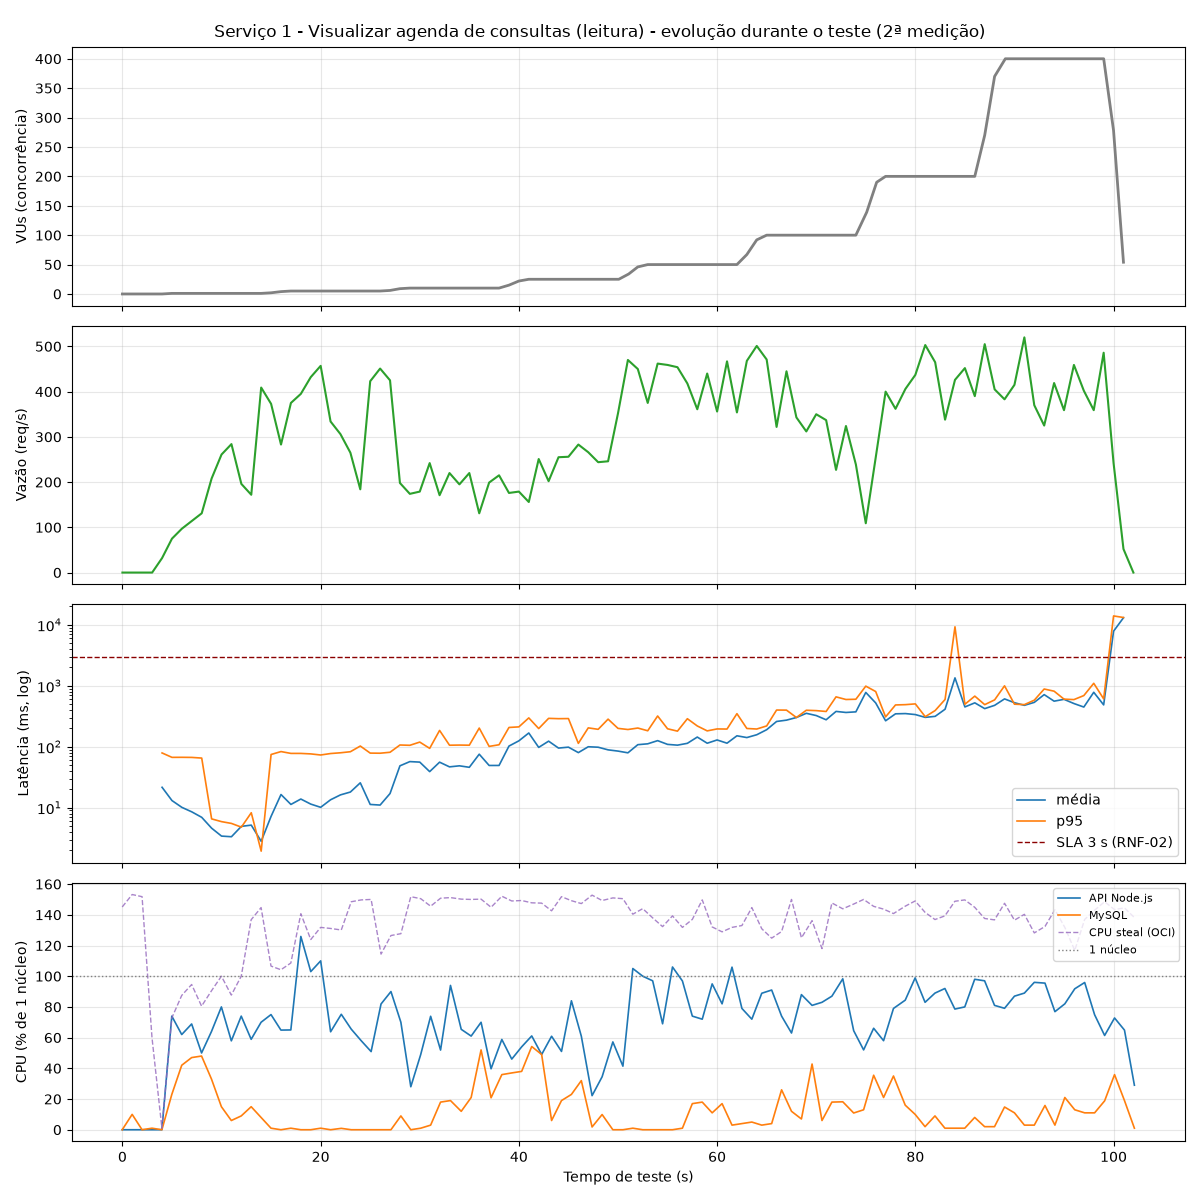 Serviço 1 - Visualizar agenda de consultas (leitura) - evolução durante o teste (2ª medição)
400
350
300
250
200
150
100
50
0
VUs (concorrência)
500
400
300
200
100
0
Vazão (req/s)
10⁴
10³
10²
10¹
Latência (ms, log)
média
p95
SLA 3 s (RNF-02)
160
140
120
100
80
60
40
20
0
CPU (% de 1 núcleo)
API Node.js
MySQL
CPU steal (OCI)
1 núcleo
0 20 40 60 80 100
Tempo de teste (s)